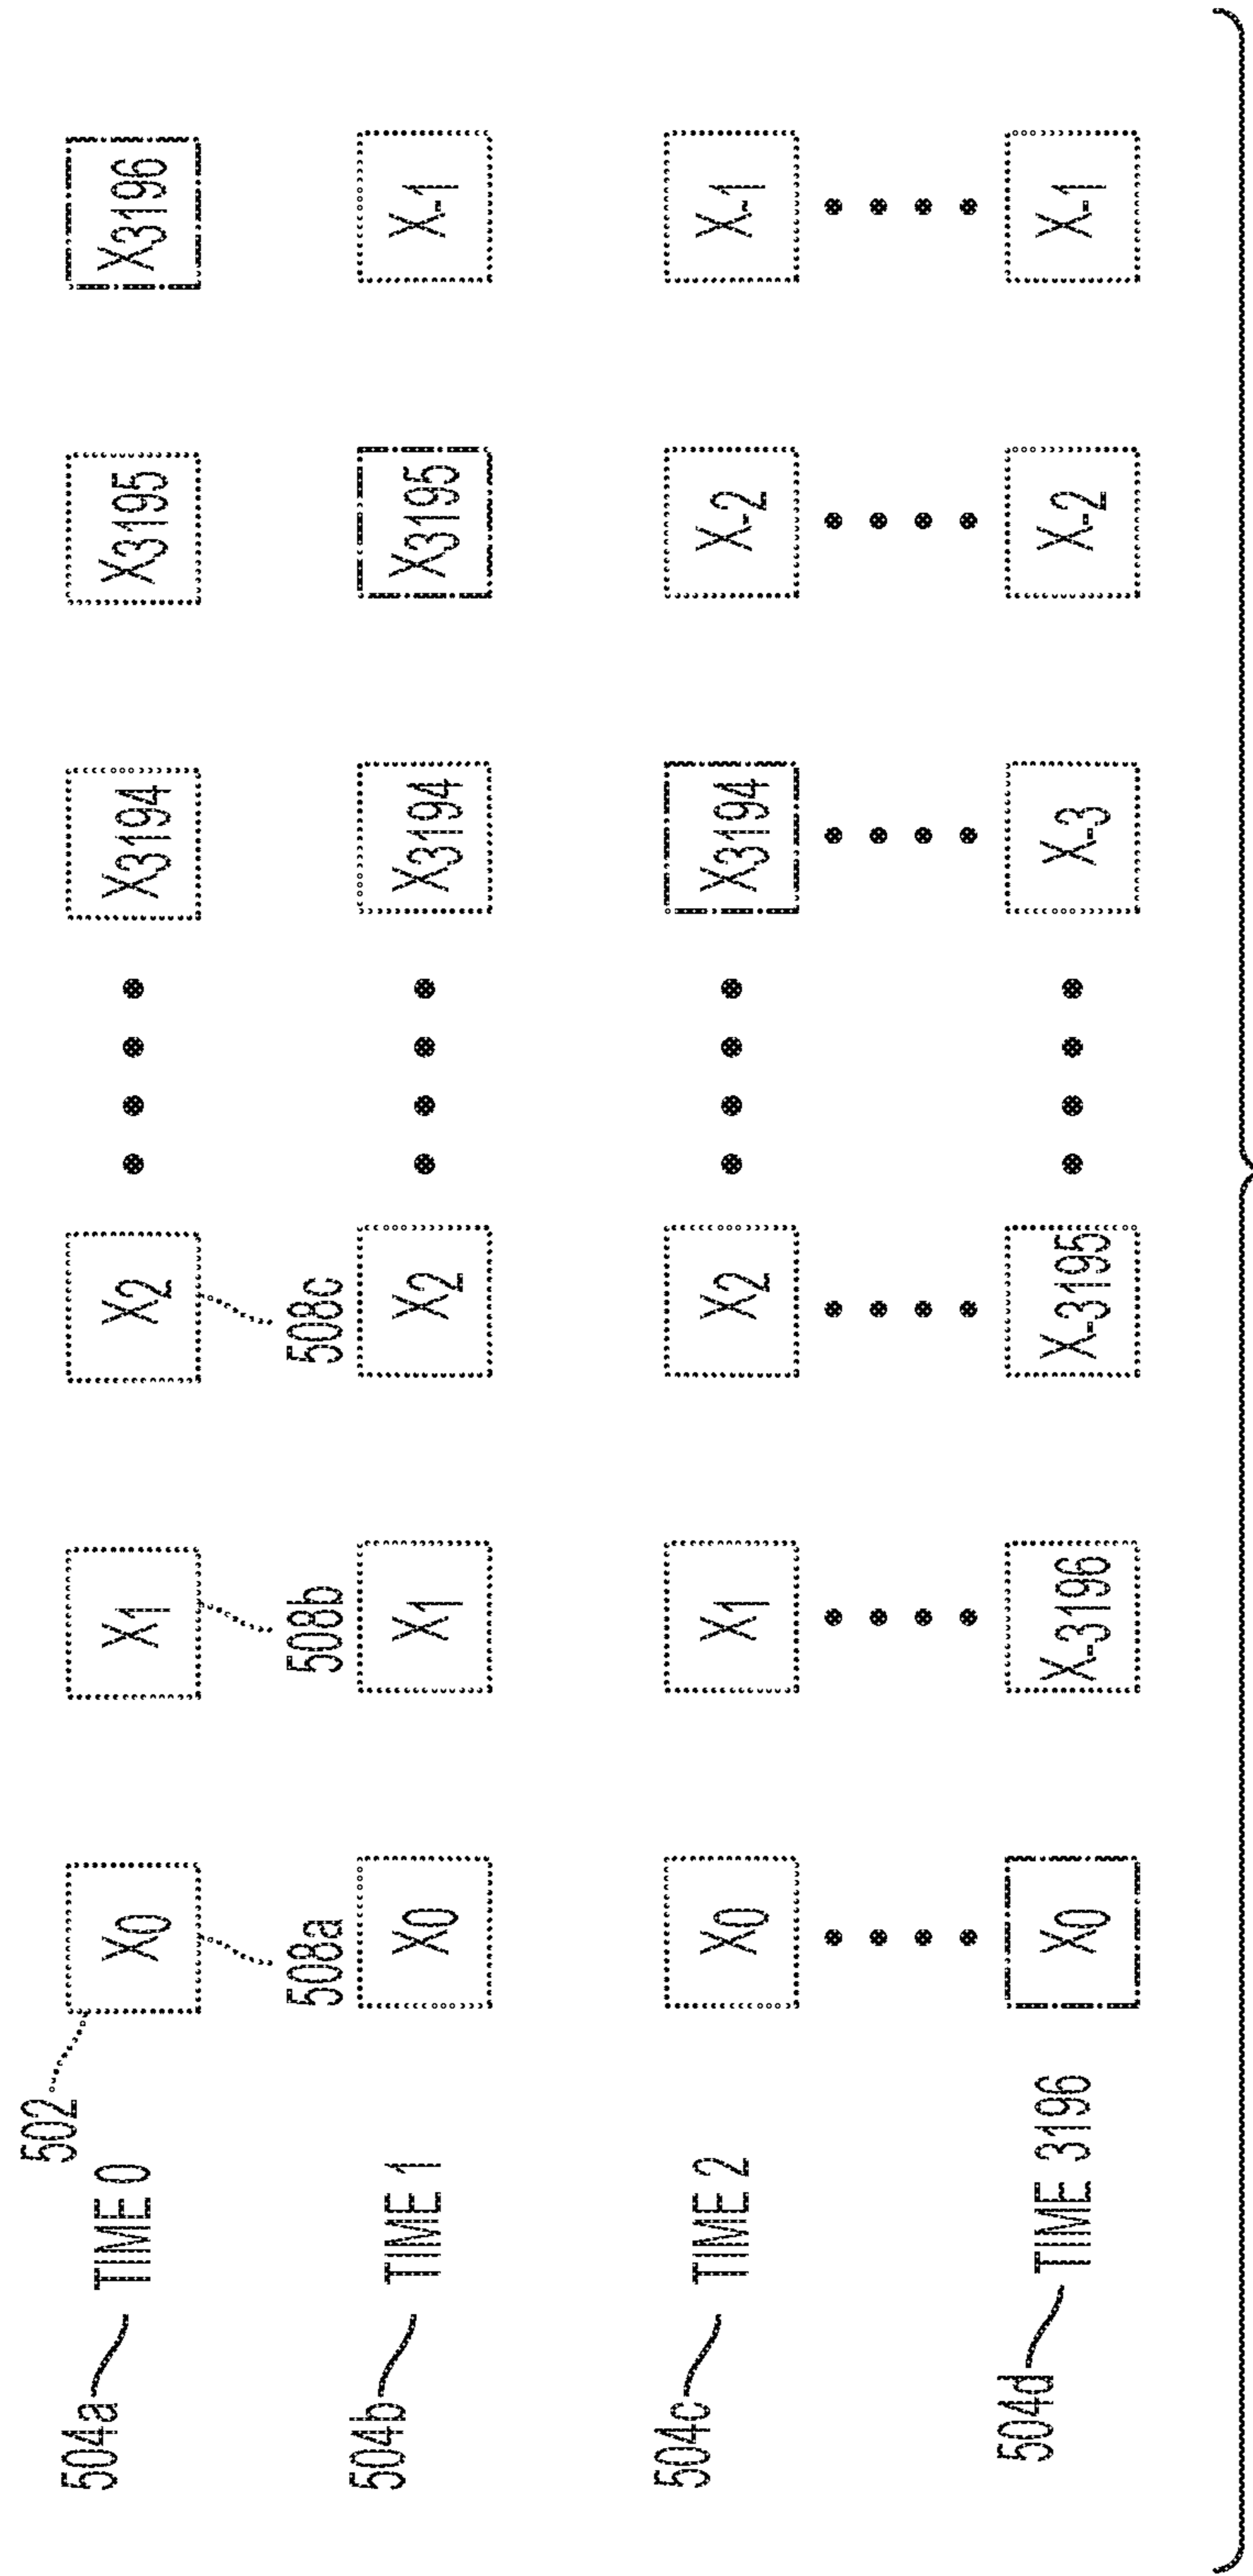 502
504a TIME 0 X0 X1 X2 X3194 X3195 X3196
508a 508b 508c
504b TIME 1 X0 X1 X2 X3194 X3195 X-1
504c TIME 2 X0 X1 X2 X3194 X-2 X-1
504d TIME 3196 X0 X-3196 X-3195 X-3 X-2 X-1